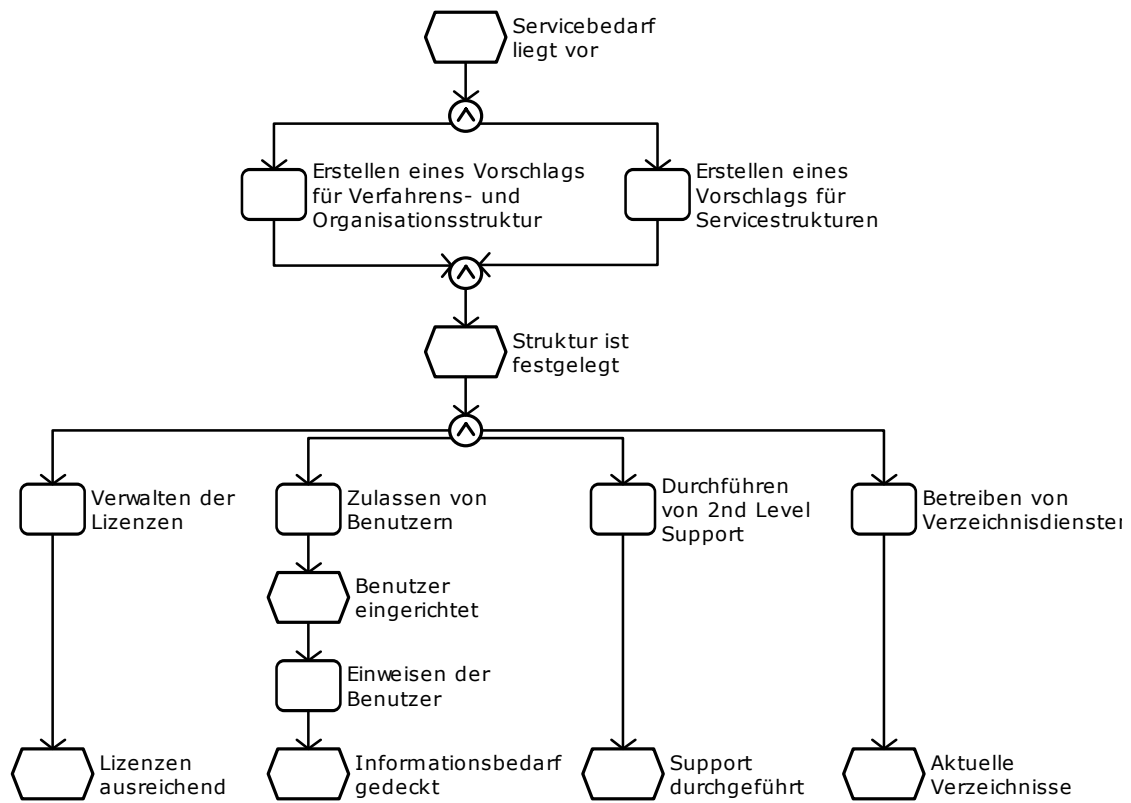 Servicebedarf
liegt vor
Erstellen eines Vorschlags
für Verfahrens- und
Organisationsstruktur
Erstellen eines
Vorschlags für
Servicestrukturen
Struktur ist
festgelegt
Verwalten der
Lizenzen
Zulassen von
Benutzern
Durchführen
von 2nd Level
Support
Betreiben von
Verzeichnisdiensten
Benutzer
eingerichtet
Einweisen der
Benutzer
Lizenzen
ausreichend
Informationsbedarf
gedeckt
Support
durchgeführt
Aktuelle
Verzeichnisse